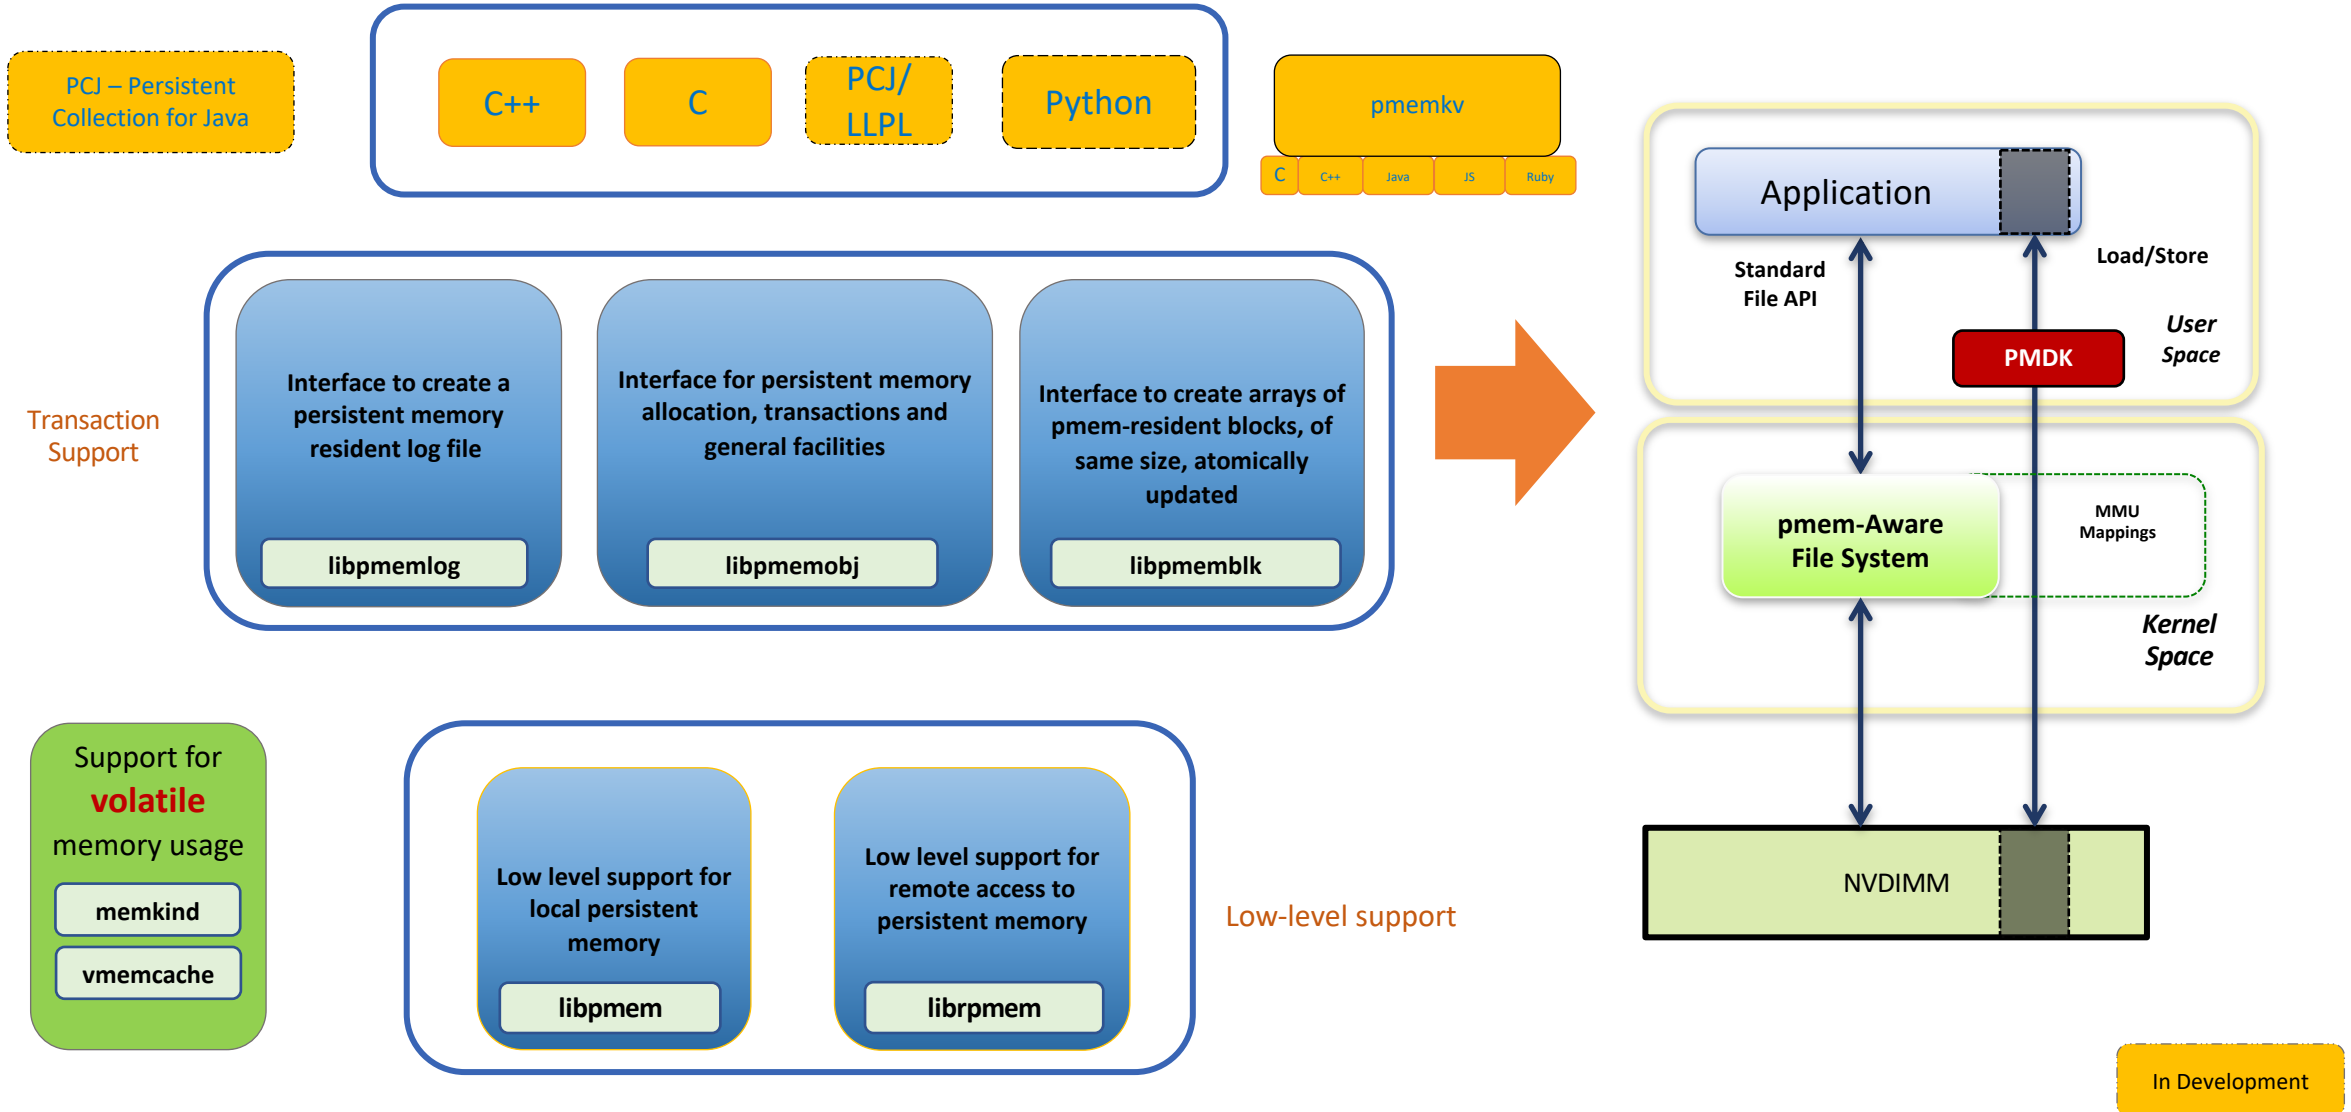 PCJ – Persistent
Collection for Java
C++
C
PCJ/
LLPL
Python
pmemkv
C
C++
Java
JS
Ruby
Transaction
Support
Interface to create a
persistent memory
resident log file
libpmemlog
Interface for persistent memory
allocation, transactions and
general facilities
libpmemobj
Interface to create arrays of
pmem-resident blocks, of
same size, atomically
updated
libpmemblk
Support for
volatile
memory usage
memkind
vmemcache
Low level support for
local persistent
memory
libpmem
Low level support for
remote access to
persistent memory
librpmem
Low-level support
Application
Standard
File API
Load/Store
User
Space
PMDK
pmem-Aware
File System
MMU
Mappings
Kernel
Space
NVDIMM
In Development